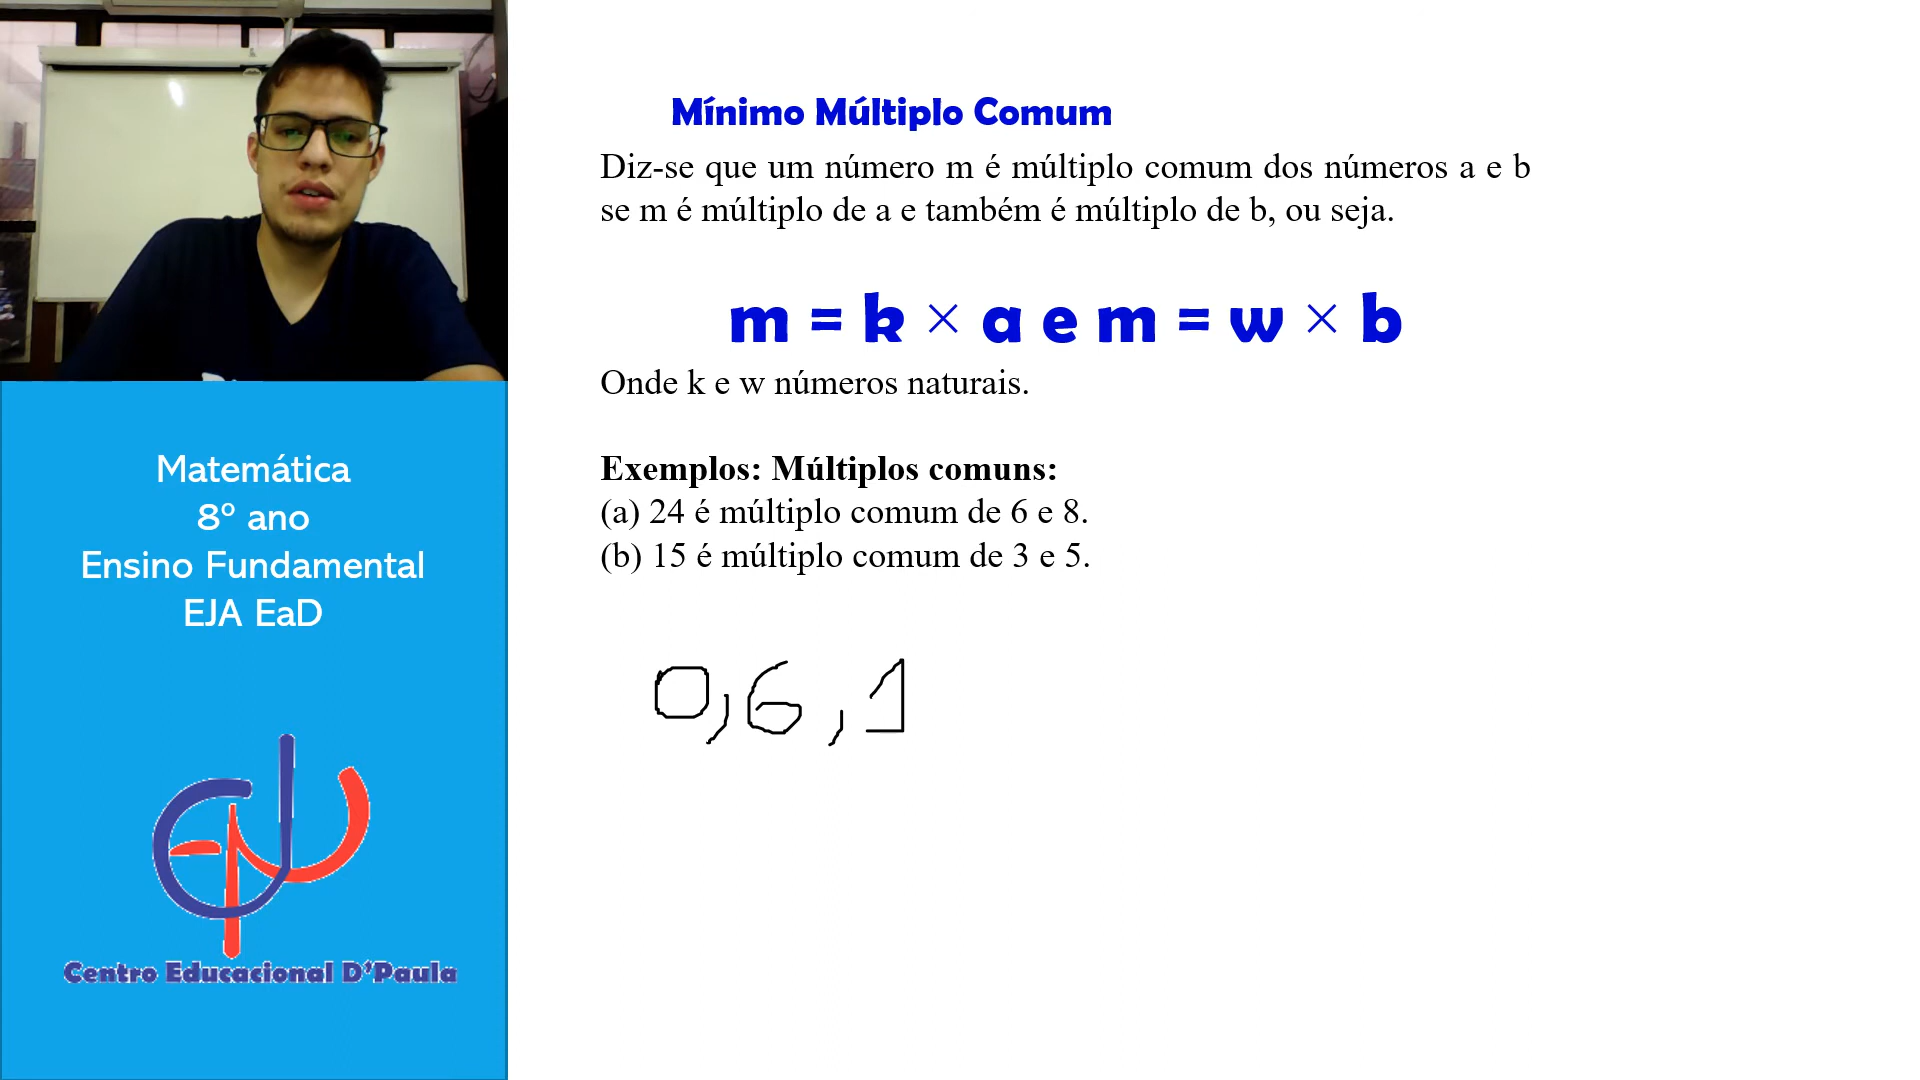 Mínimo Múltiplo Comum
Diz-se que um número m é múltiplo comum dos números a e b
se m é múltiplo de a e também é múltiplo de b, ou seja.
m = k × a e m = w × b
Onde k e w números naturais.
Exemplos: Múltiplos comuns:
(a) 24 é múltiplo comum de 6 e 8.
(b) 15 é múltiplo comum de 3 e 5.
0,6,1
Matemática
8º ano
Ensino Fundamental
EJA EaD
Centro Educacional D'Paula